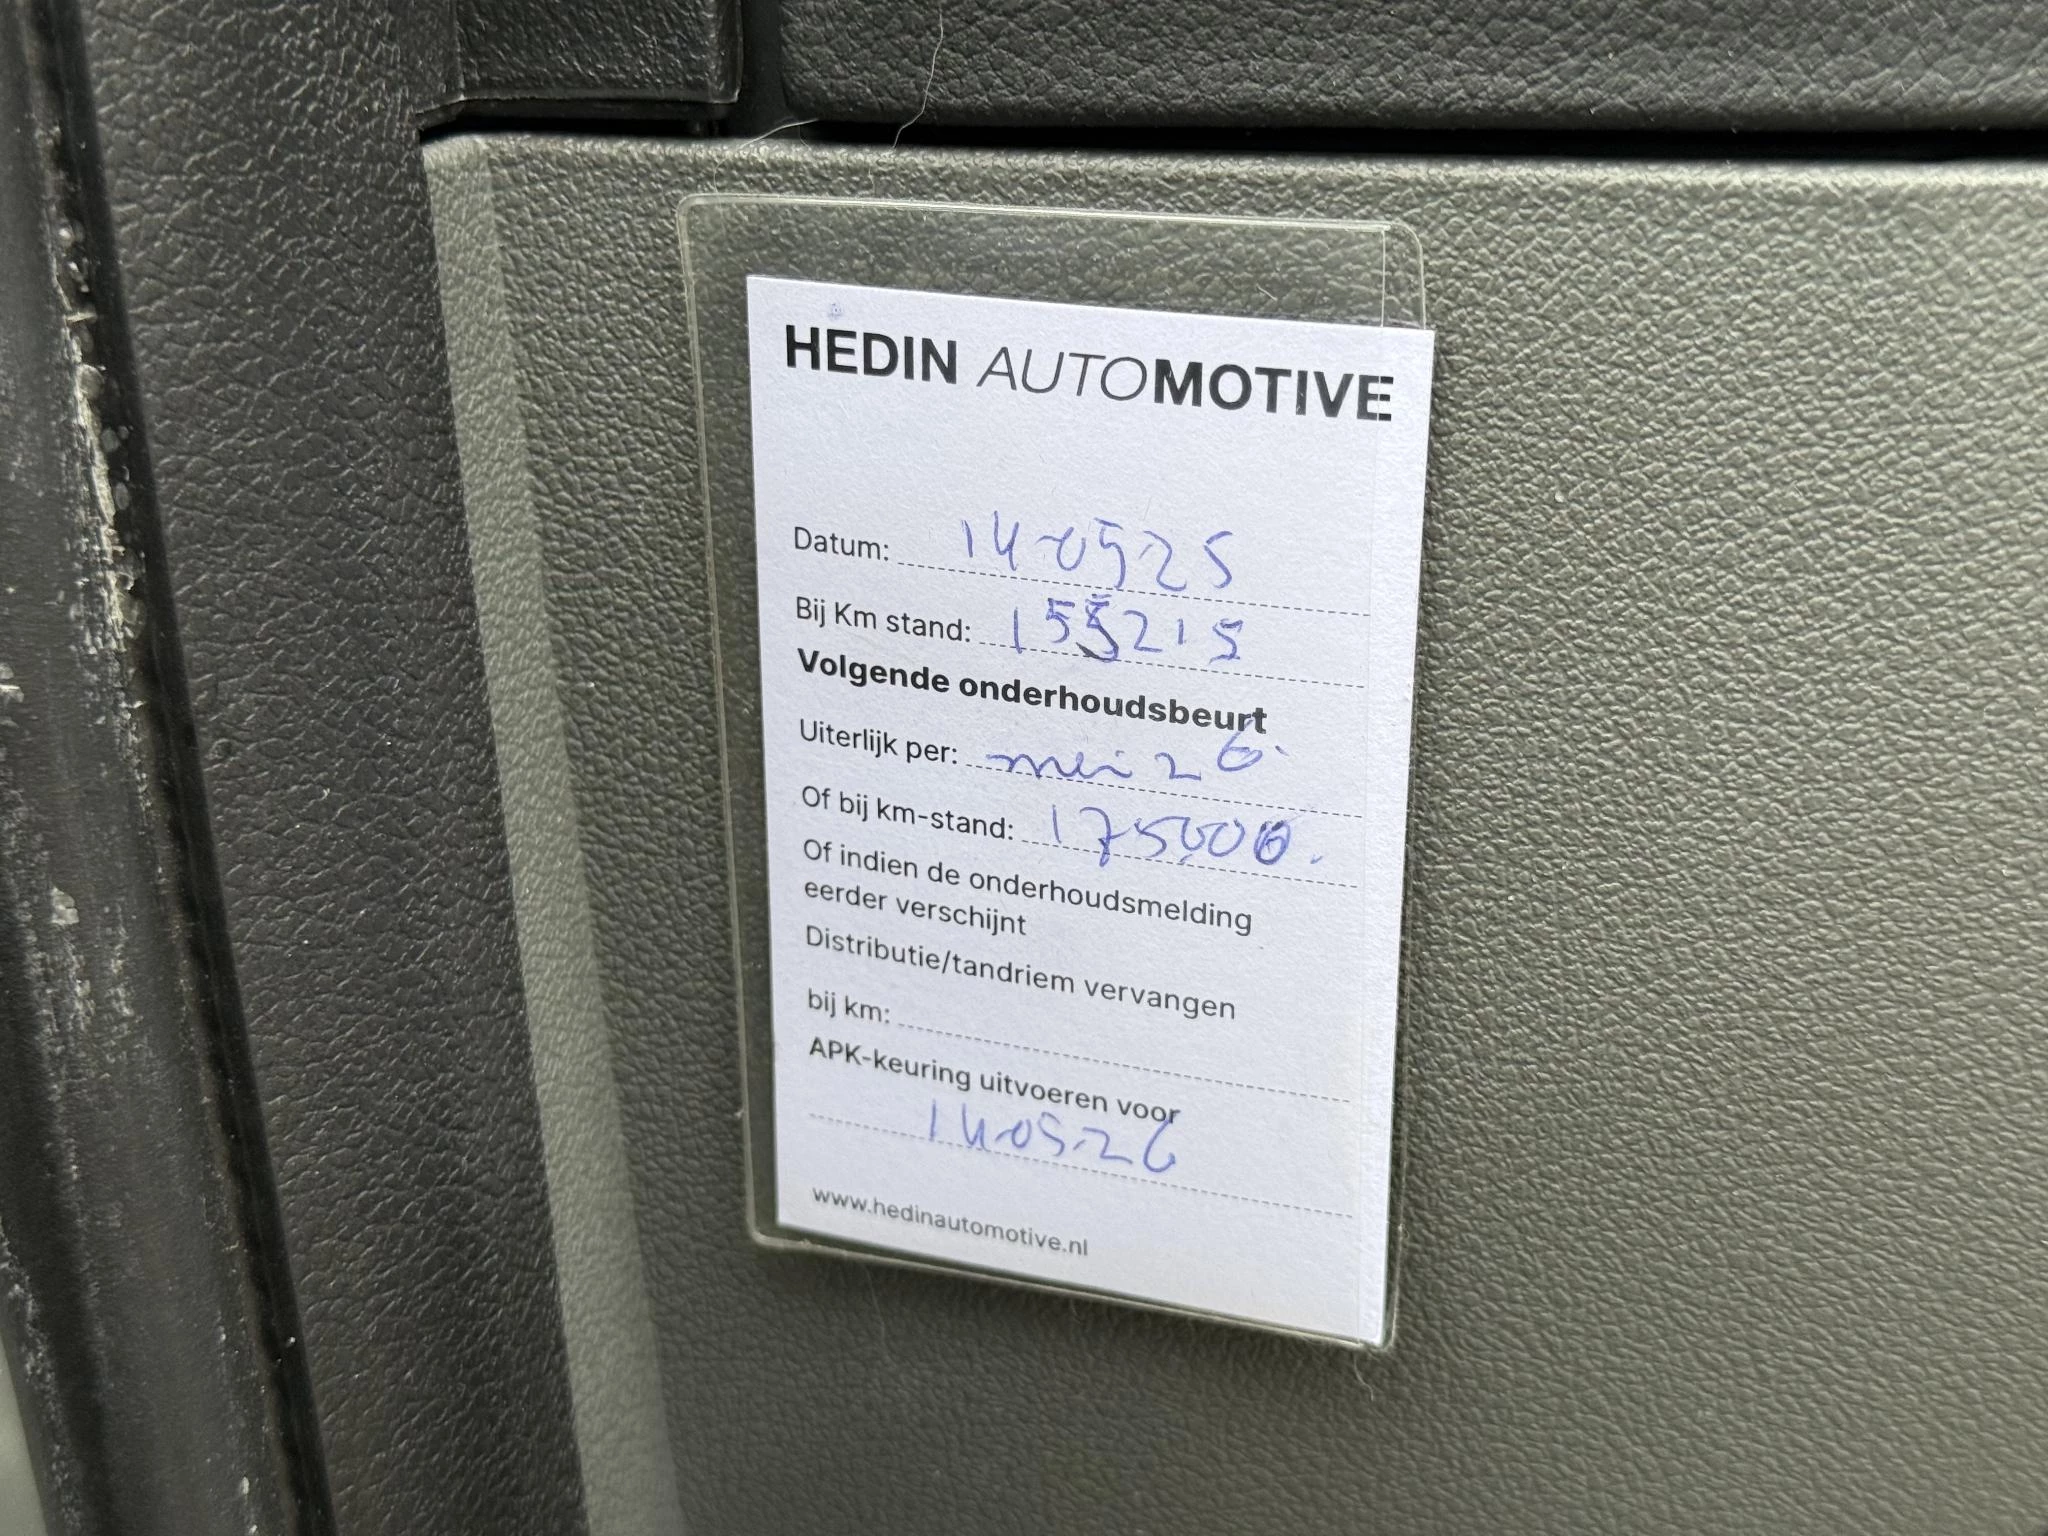 HEDIN AUTOMOTIVE
Datum: 14-05-25
Bij Km stand: 155215
Volgende onderhoudsbeurt
Uiterlijk per: mei 26.
Of bij km-stand: 175000.
Of indien de onderhoudsmelding
eerder verschijnt
Distributie/tandriem vervangen
bij km:
APK-keuring uitvoeren voor
14-05-26
www.hedinautomotive.nl